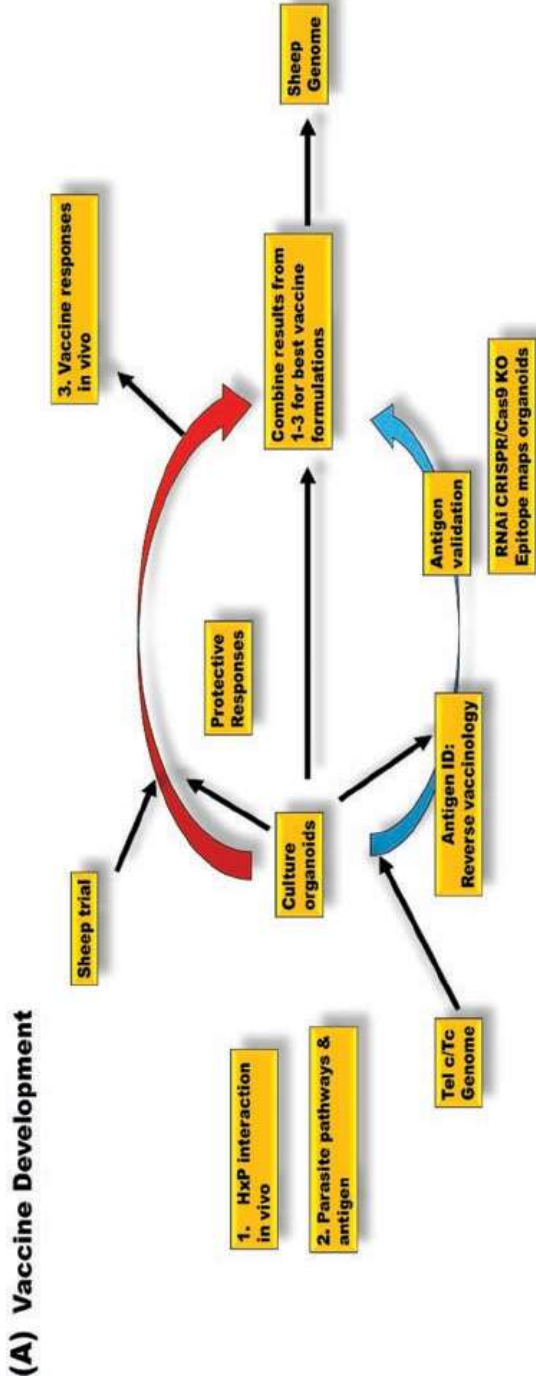 (A) Vaccine Development
Sheep trial
3. Vaccine responses
in vivo
1. HxP interaction
in vivo
Protective
Responses
Culture
organoids
Combine results from
1-3 for best vaccine
formulations
Sheep
Genome
2. Parasite pathways &
antigen
Tel c/Tc
Genome
Antigen ID:
Reverse vaccinology
Antigen
validation
RNAi CRISPR/Cas9 KO
Epitope maps organoids